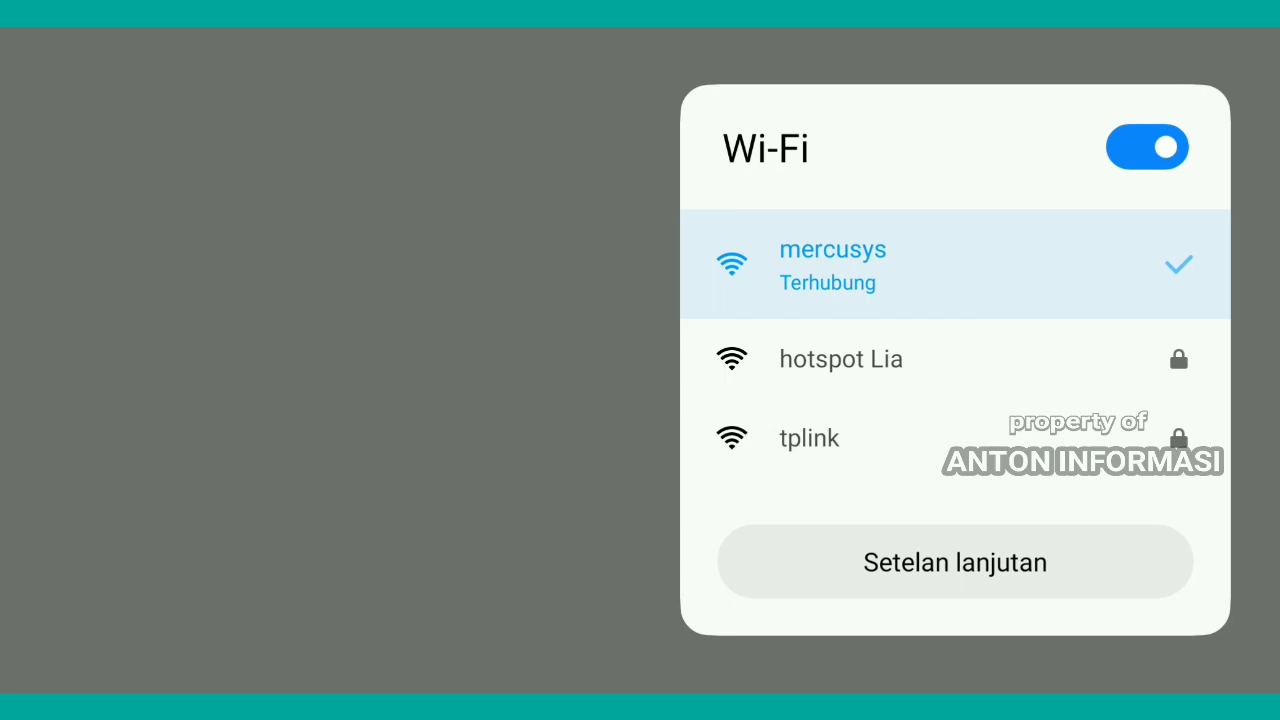 Wi-Fi
mercusys
Terhubung
hotspot Lia
tplink
property of
ANTON INFORMASI
Setelan lanjutan